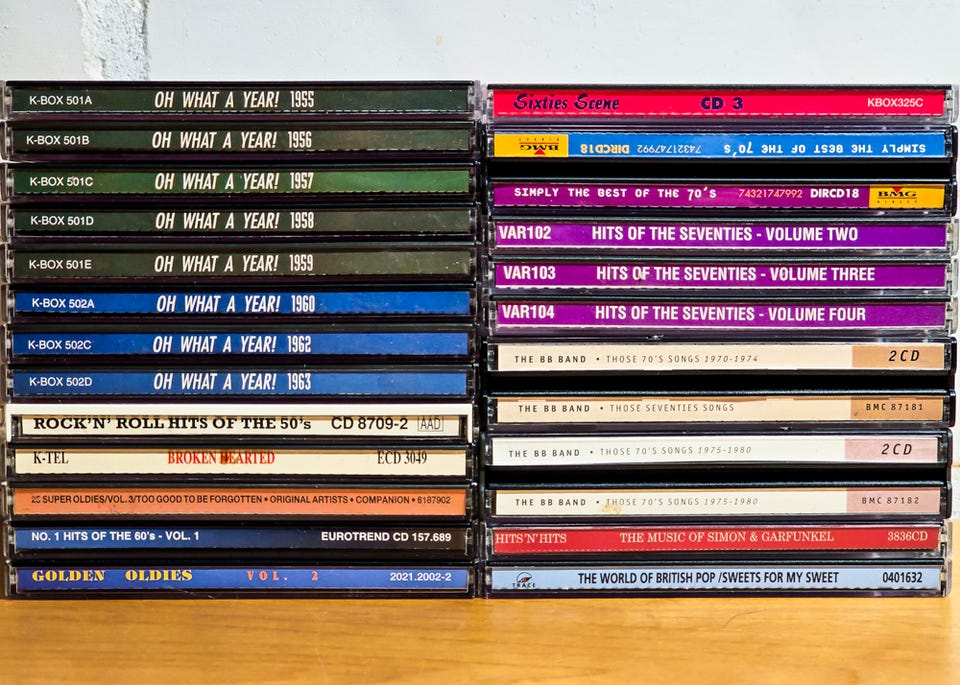 K-BOX 501A OH WHAT A YEAR! 1955
K-BOX 501B OH WHAT A YEAR! 1956
K-BOX 501C OH WHAT A YEAR! 1957
K-BOX 501D OH WHAT A YEAR! 1958
K-BOX 501E OH WHAT A YEAR! 1959
K-BOX 502A OH WHAT A YEAR! 1960
K-BOX 502C OH WHAT A YEAR! 1962
K-BOX 502D OH WHAT A YEAR! 1963
ROCK'N' ROLL HITS OF THE 50's CD 8709-2 AAD
K-TEL BROKEN HEARTED ECD 3049
25 SUPER OLDIES/VOL.3/TOO GOOD TO BE FORGOTTEN • ORIGINAL ARTISTS • COMPANION • 6187902
NO. 1 HITS OF THE 60's - VOL. 1 EUROTREND CD 157.689
GOLDEN OLDIES VOL. 2 2021.2002-2
Sixties Scene CD 3 KBOX325C
SIMPLY THE BEST OF THE 70'S 74321747992 DIRCD18 BMG
SIMPLY THE BEST OF THE 70's 74321747992 DIRCD18 BMG
VAR102 HITS OF THE SEVENTIES - VOLUME TWO
VAR103 HITS OF THE SEVENTIES - VOLUME THREE
VAR104 HITS OF THE SEVENTIES - VOLUME FOUR
THE BB BAND • THOSE 70'S SONGS 1970-1974 2CD
THE BB BAND • THOSE SEVENTIES SONGS BMC 87181
THE BB BAND • THOSE 70'S SONGS 1975-1980 2CD
THE BB BAND • THOSE 70'S SONGS 1975-1980 BMC 87182
HITS'N'HITS THE MUSIC OF SIMON & GARFUNKEL 3836CD
TRACE THE WORLD OF BRITISH POP /SWEETS FOR MY SWEET 0401632